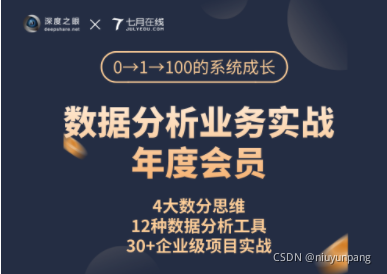 深度之眼 × 七月在线
deepshare.net JULYEDU.COM
0→1→100的系统成长
数据分析业务实战
年度会员
4大数分思维
12种数据分析工具
30+企业级项目实战
CSDN @niuyunpang